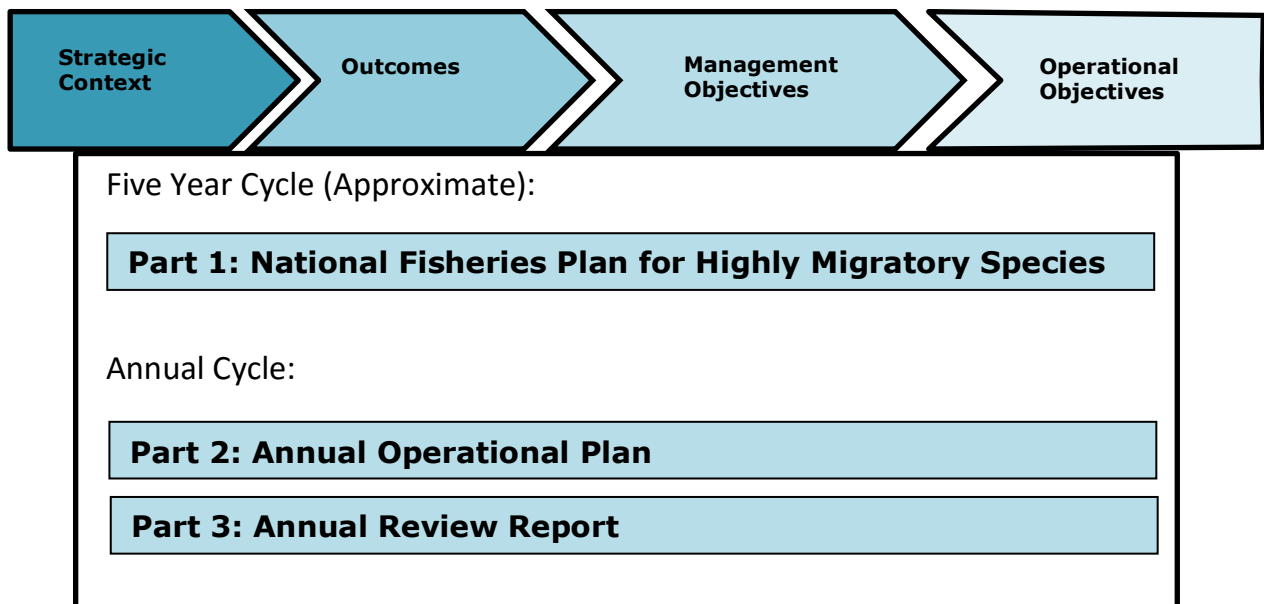 Strategic
Context
Outcomes
Management
Objectives
Operational
Objectives
Five Year Cycle (Approximate):
Part 1: National Fisheries Plan for Highly Migratory Species
Annual Cycle:
Part 2: Annual Operational Plan
Part 3: Annual Review Report